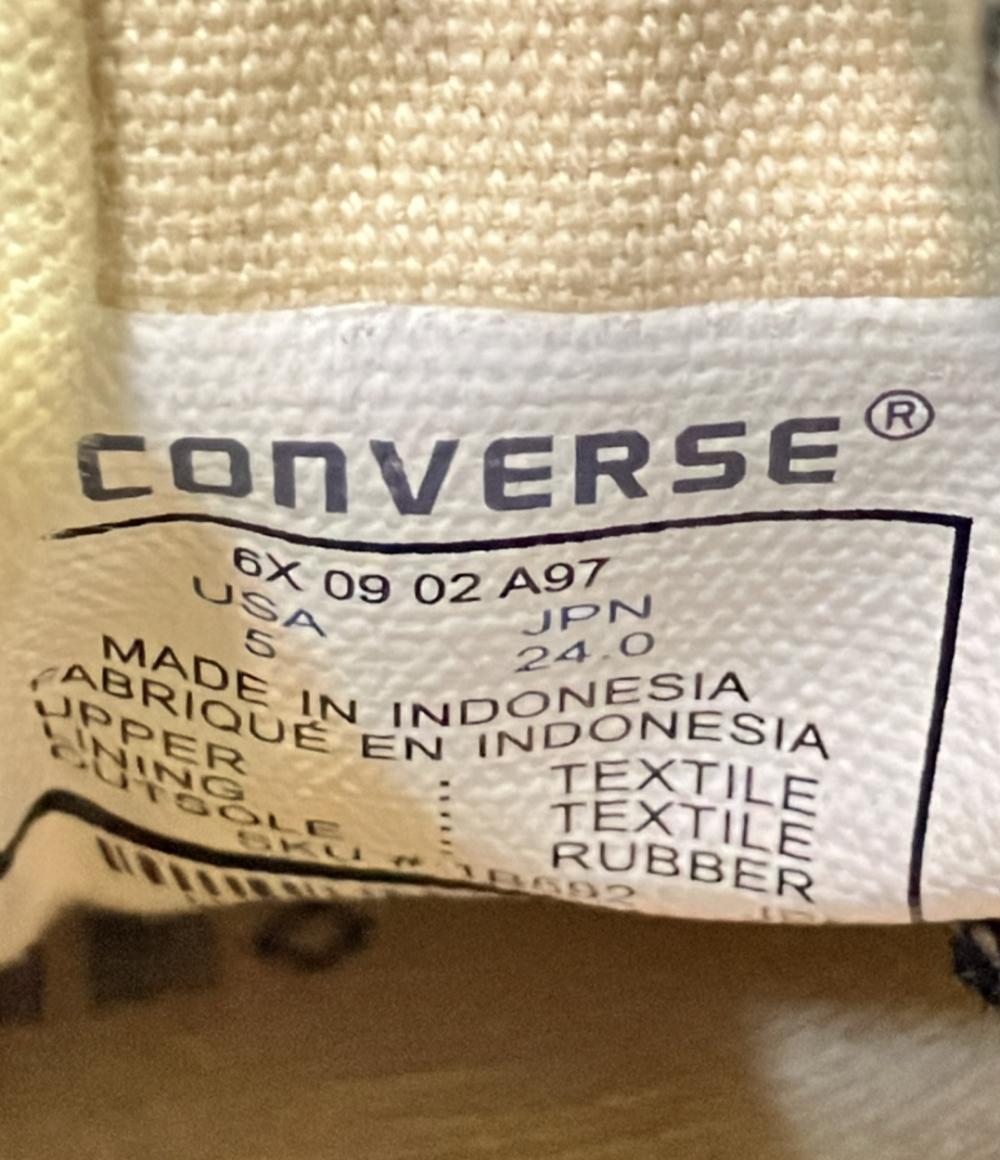 CONVERSE®
6X 09 02 A97
USA JPN
5 24.0
MADE IN INDONESIA
FABRIQUÉ EN INDONESIA
UPPER : TEXTILE
LINING : TEXTILE
OUTSOLE : RUBBER
SKU #